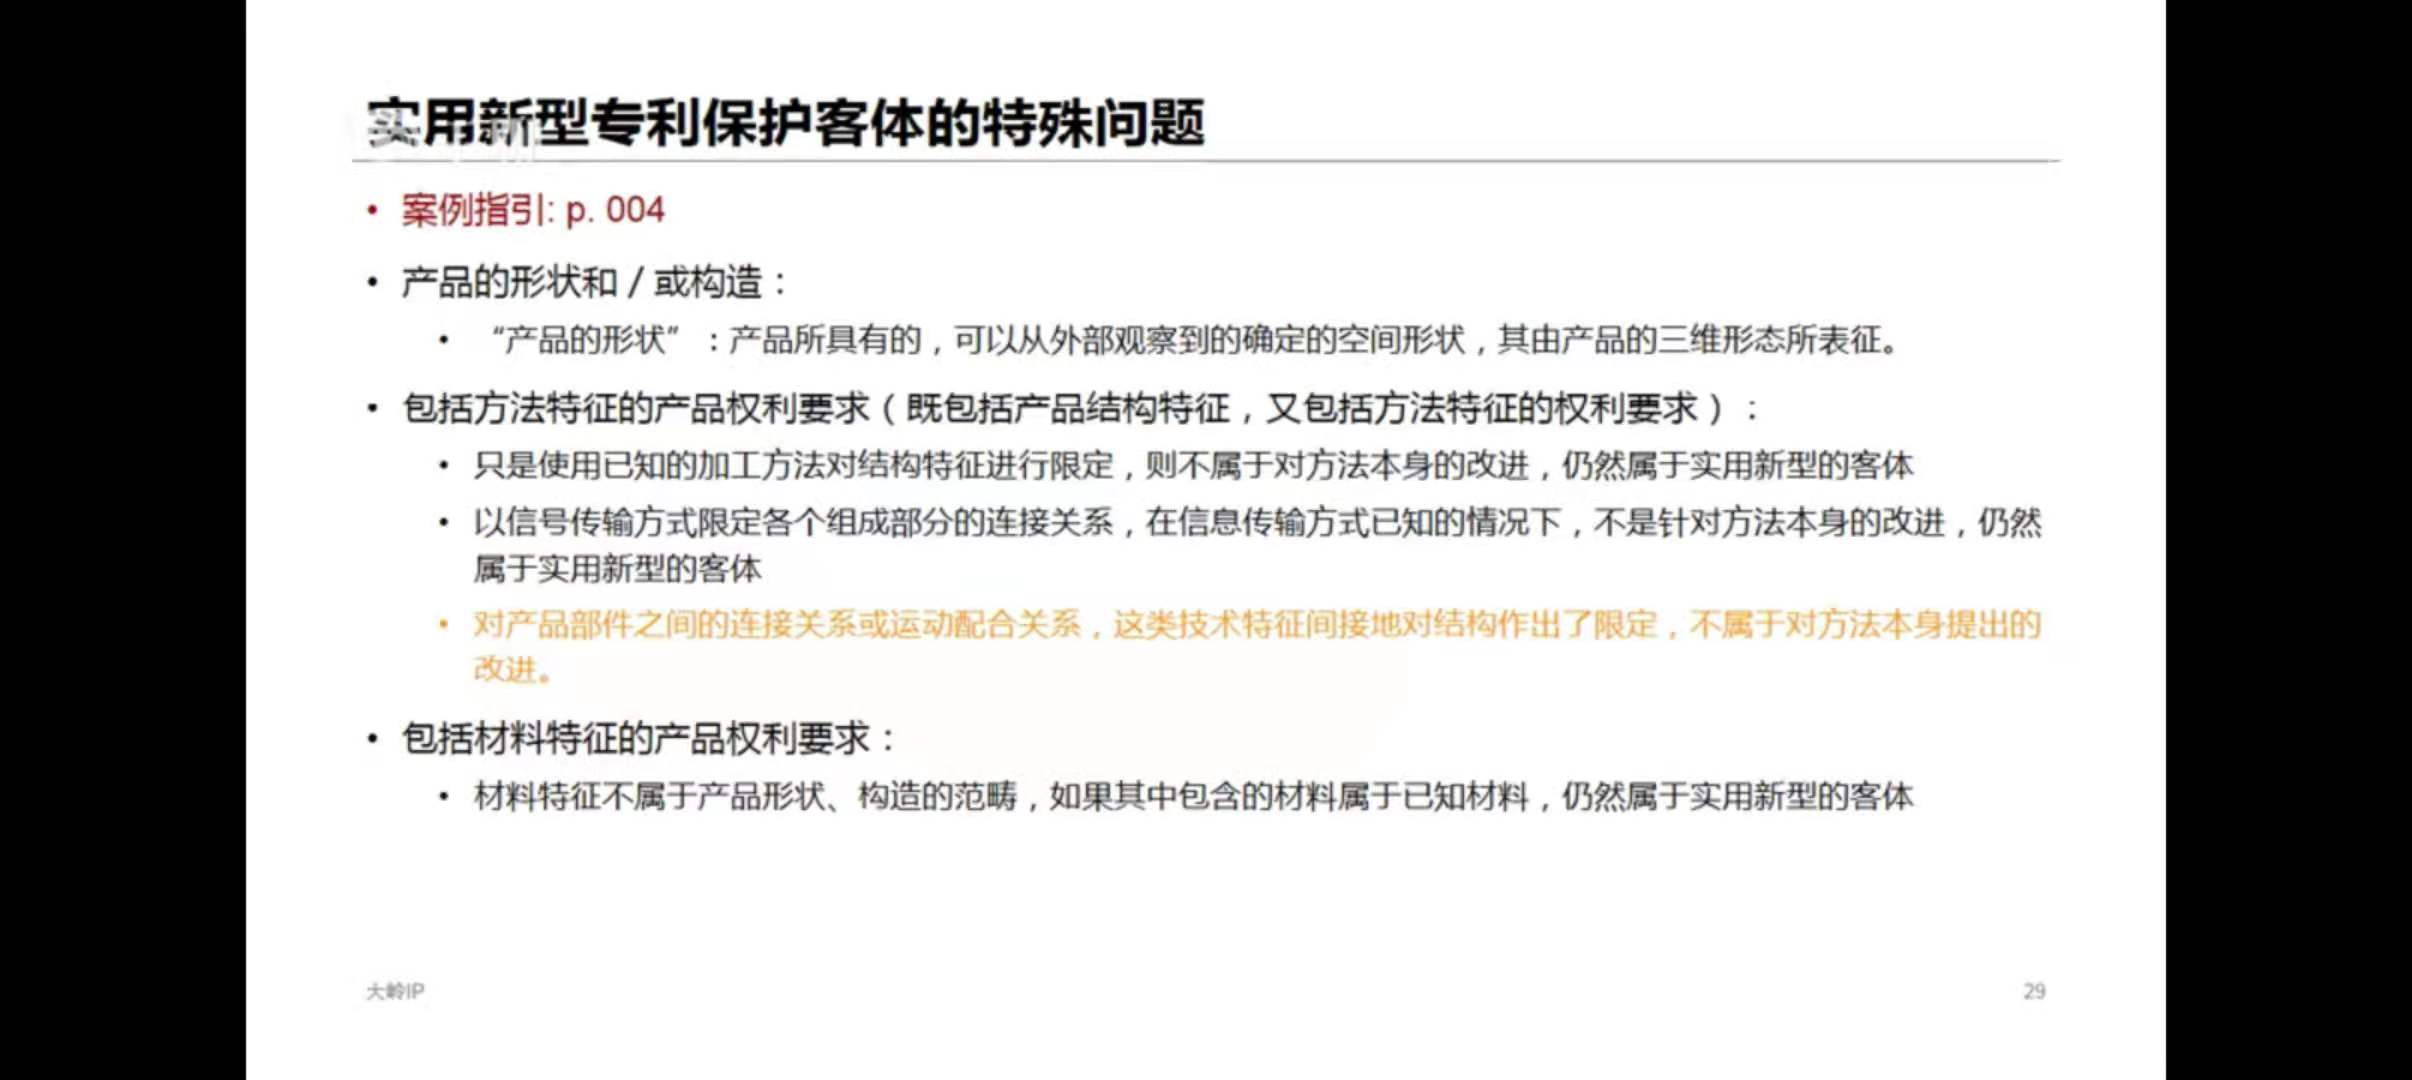 实用新型专利保护客体的特殊问题
• 案例指引: p. 004
• 产品的形状和 / 或构造：
• “产品的形状”：产品所具有的，可以从外部观察到的确定的空间形状，其由产品的三维形态所表征。
• 包括方法特征的产品权利要求（既包括产品结构特征，又包括方法特征的权利要求）：
• 只是使用已知的加工方法对结构特征进行限定，则不属于对方法本身的改进，仍然属于实用新型的客体
• 以信号传输方式限定各个组成部分的连接关系，在信息传输方式已知的情况下，不是针对方法本身的改进，仍然
属于实用新型的客体
• 对产品部件之间的连接关系或运动配合关系，这类技术特征间接地对结构作出了限定，不属于对方法本身提出的
改进。
• 包括材料特征的产品权利要求：
• 材料特征不属于产品形状、构造的范畴，如果其中包含的材料属于已知材料，仍然属于实用新型的客体
大岭IP
29